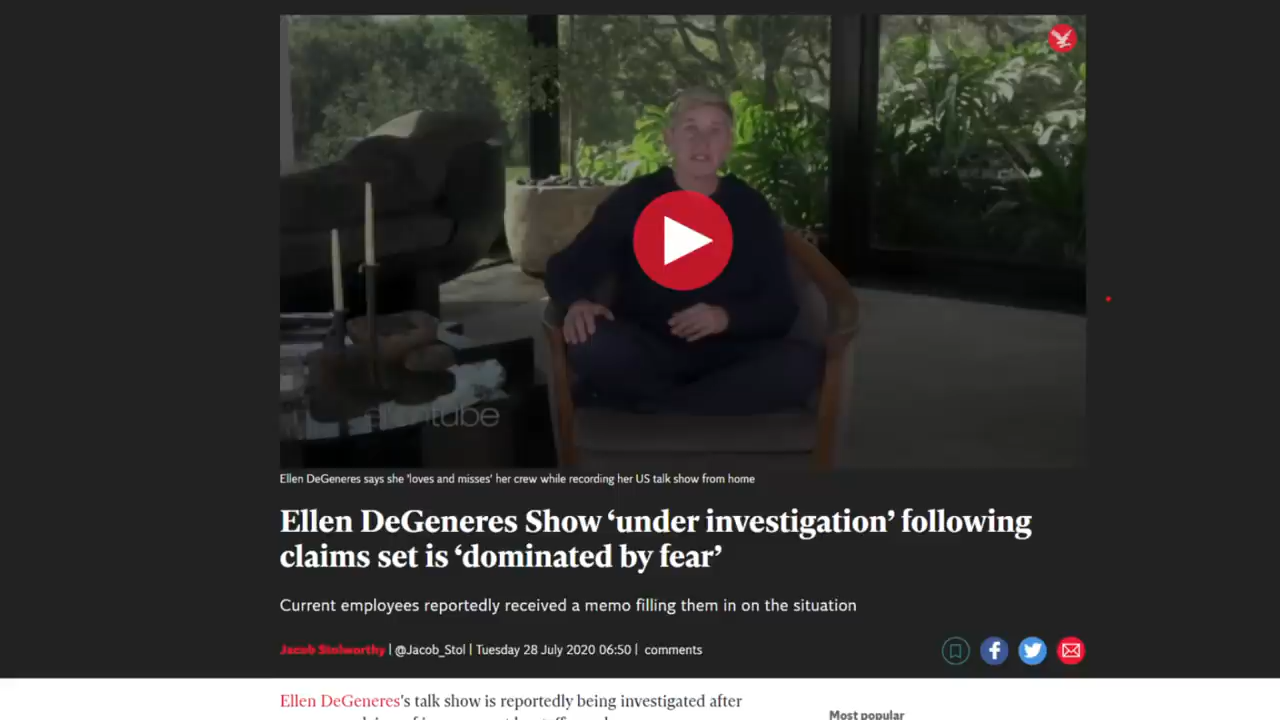 Ellen DeGeneres says she 'loves and misses' her crew while recording her US talk show from home
Ellen DeGeneres Show ‘under investigation’ following
claims set is ‘dominated by fear’
Current employees reportedly received a memo filling them in on the situation
Jacob Stolworthy | @Jacob_Stol | Tuesday 28 July 2020 06:50 | comments
Ellen DeGeneres's talk show is reportedly being investigated after
Most popular